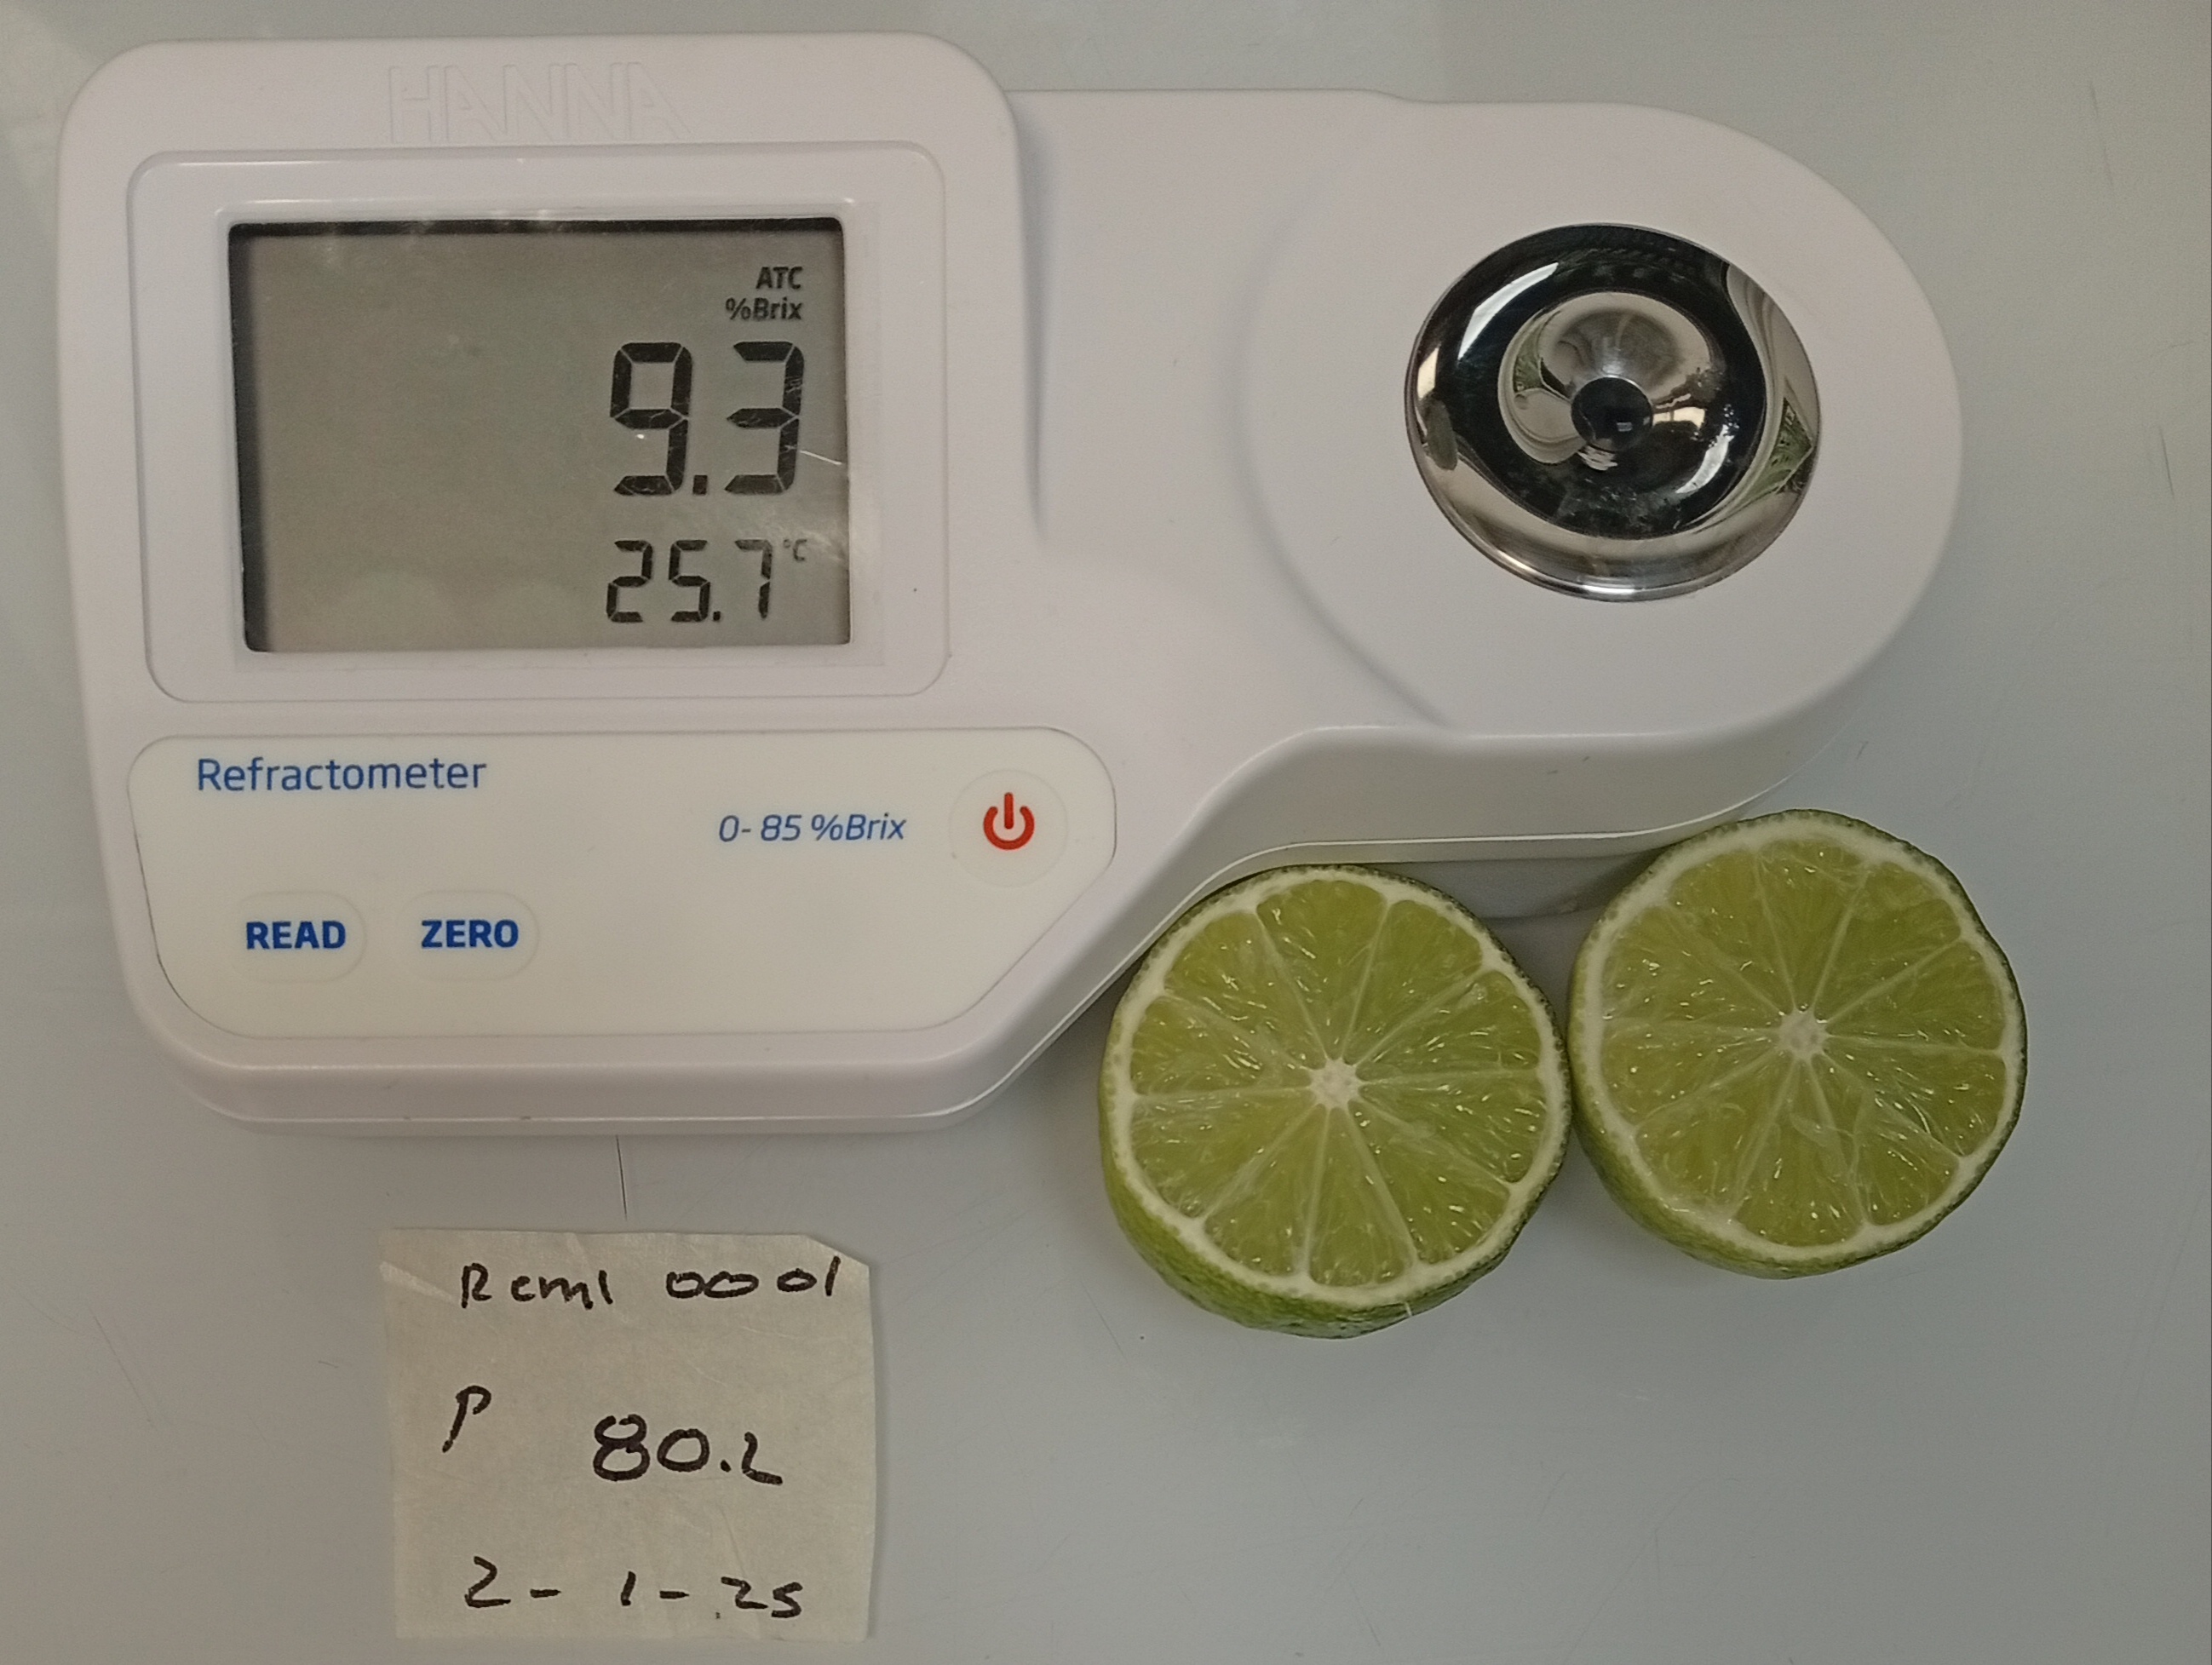 HANNA
ATC
%Brix
9.3
25.7 °C
Refractometer
0-85 %Brix
READ ZERO
Rcml 0001
P 80.2
2-1-25